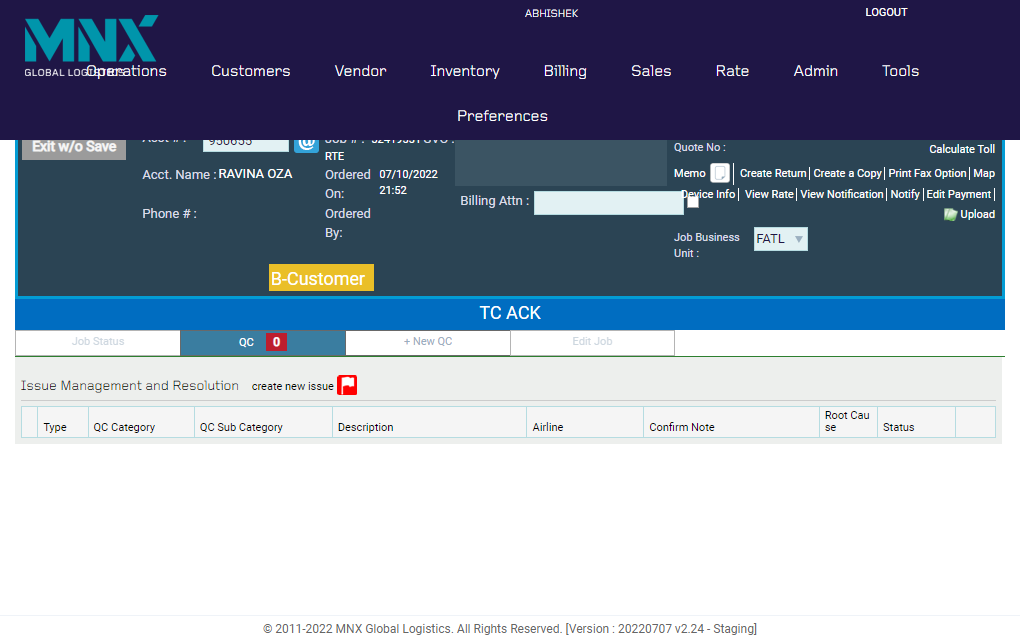 ABHISHEK
LOGOUT
MNX
GLOBAL LOGISTICS
Operations Customers Vendor Inventory Billing Sales Rate Admin Tools
Preferences
Exit w/o Save
950655
@
RTE
Acct. Name : RAVINA OZA
Ordered On: 07/10/2022 21:52
Phone # :
Ordered By:
Billing Attn :
Quote No :
Calculate Toll
Memo | Create Return | Create a Copy | Print Fax Option | Map
Device Info | View Rate | View Notification | Notify | Edit Payment |
Upload
Job Business Unit : FATL
B-Customer
TC ACK
Job Status QC 0 + New QC Edit Job
Issue Management and Resolution create new issue
Type QC Category QC Sub Category Description Airline Confirm Note Root Cau
se Status
© 2011-2022 MNX Global Logistics. All Rights Reserved. [Version : 20220707 v2.24 - Staging]